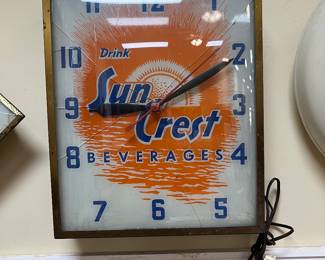 11 12 1
Drink
10 2
Sun
9 Crest 3
BEVERAGES
8 4
7 6 5